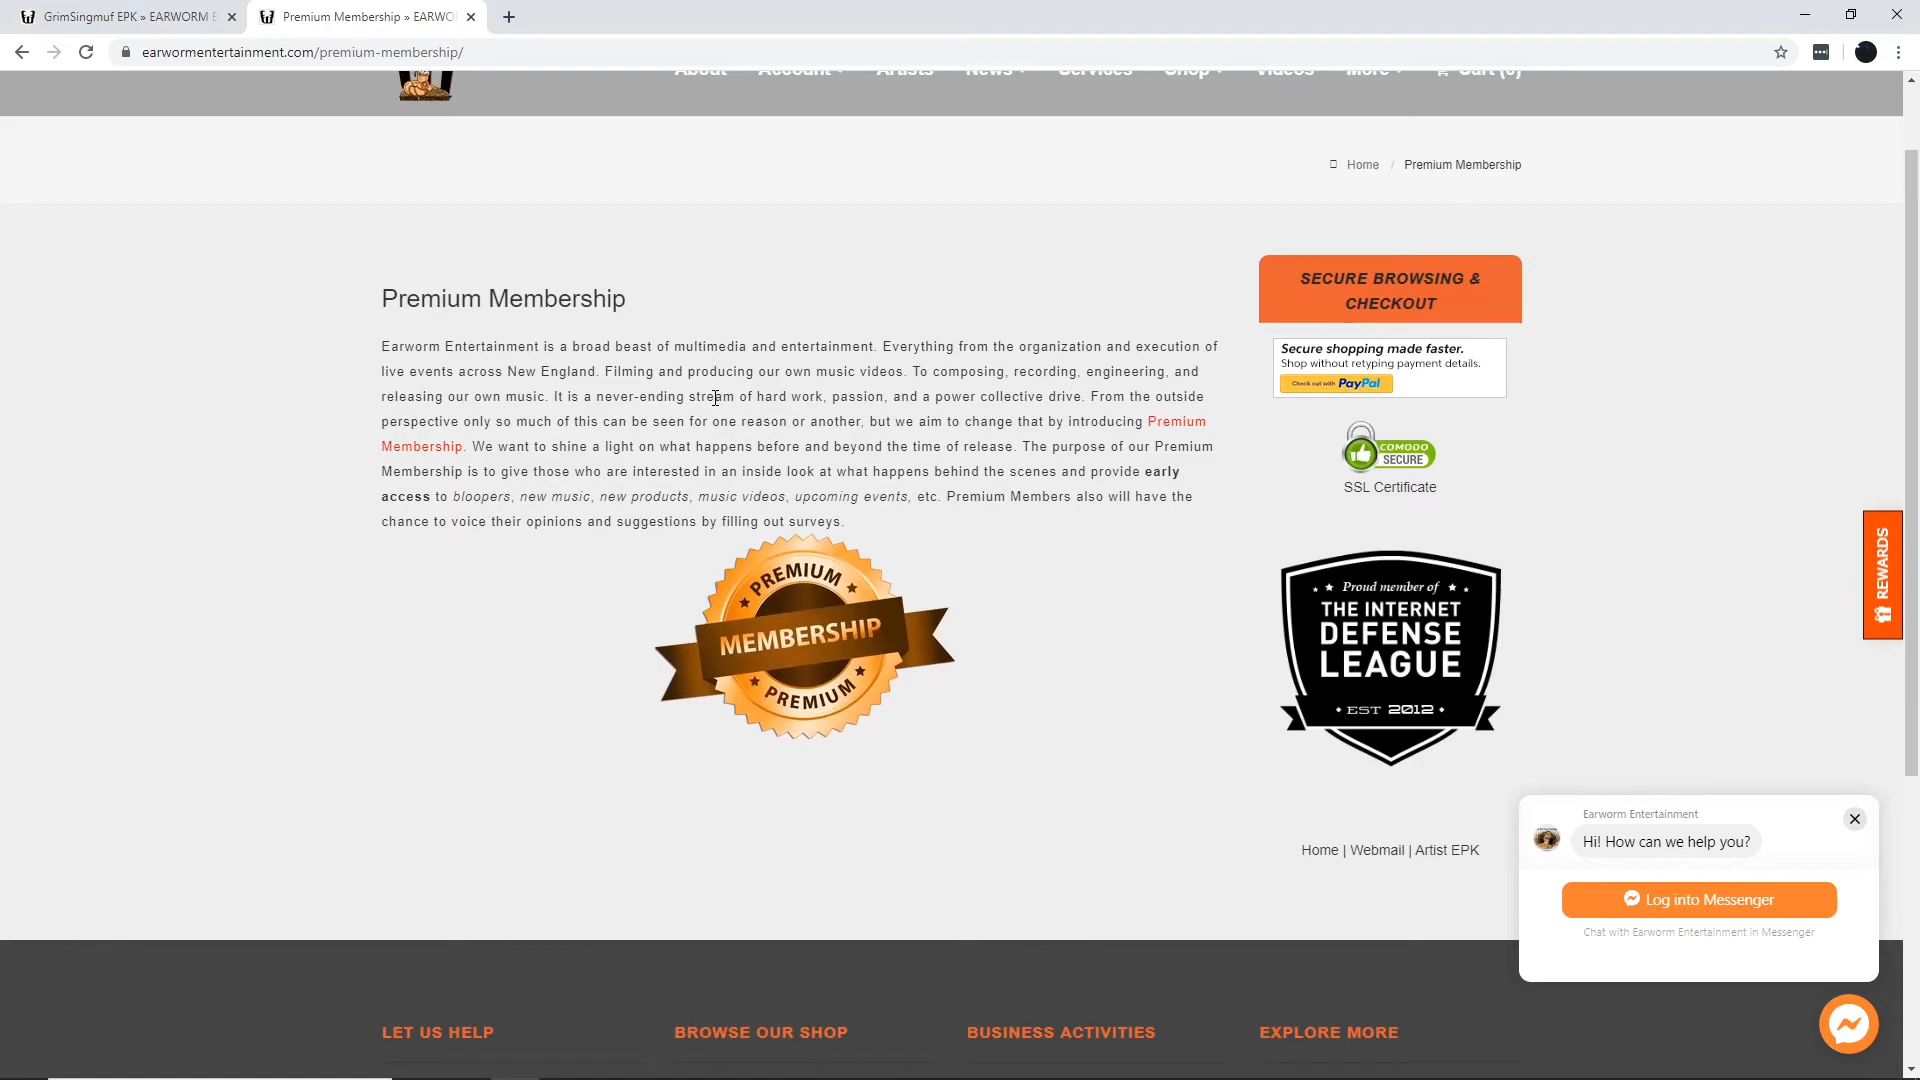 GrimSingmuf EPK » EARWORM E
Premium Membership » EARWO
earwormentertainment.com/premium-membership/
About Account Artists News Services Shop Videos More Cart (0)
Home / Premium Membership
SECURE BROWSING &
CHECKOUT
Premium Membership
Earworm Entertainment is a broad beast of multimedia and entertainment. Everything from the organization and execution of
live events across New England. Filming and producing our own music videos. To composing, recording, engineering, and
releasing our own music. It is a never-ending stream of hard work, passion, and a power collective drive. From the outside
perspective only so much of this can be seen for one reason or another, but we aim to change that by introducing Premium
Membership. We want to shine a light on what happens before and beyond the time of release. The purpose of our Premium
Membership is to give those who are interested in an inside look at what happens behind the scenes and provide early
access to bloopers, new music, new products, music videos, upcoming events, etc. Premium Members also will have the
chance to voice their opinions and suggestions by filling out surveys.
Secure shopping made faster.
Shop without retyping payment details.
Check out with PayPal
COMODO
SECURE
SSL Certificate
PREMIUM
MEMBERSHIP
PREMIUM
Proud member of
THE INTERNET
DEFENSE
LEAGUE
EST 2012
REWARDS
Home | Webmail | Artist EPK
Earworm Entertainment
Hi! How can we help you?
Log into Messenger
Chat with Earworm Entertainment in Messenger
LET US HELP
BROWSE OUR SHOP
BUSINESS ACTIVITIES
EXPLORE MORE